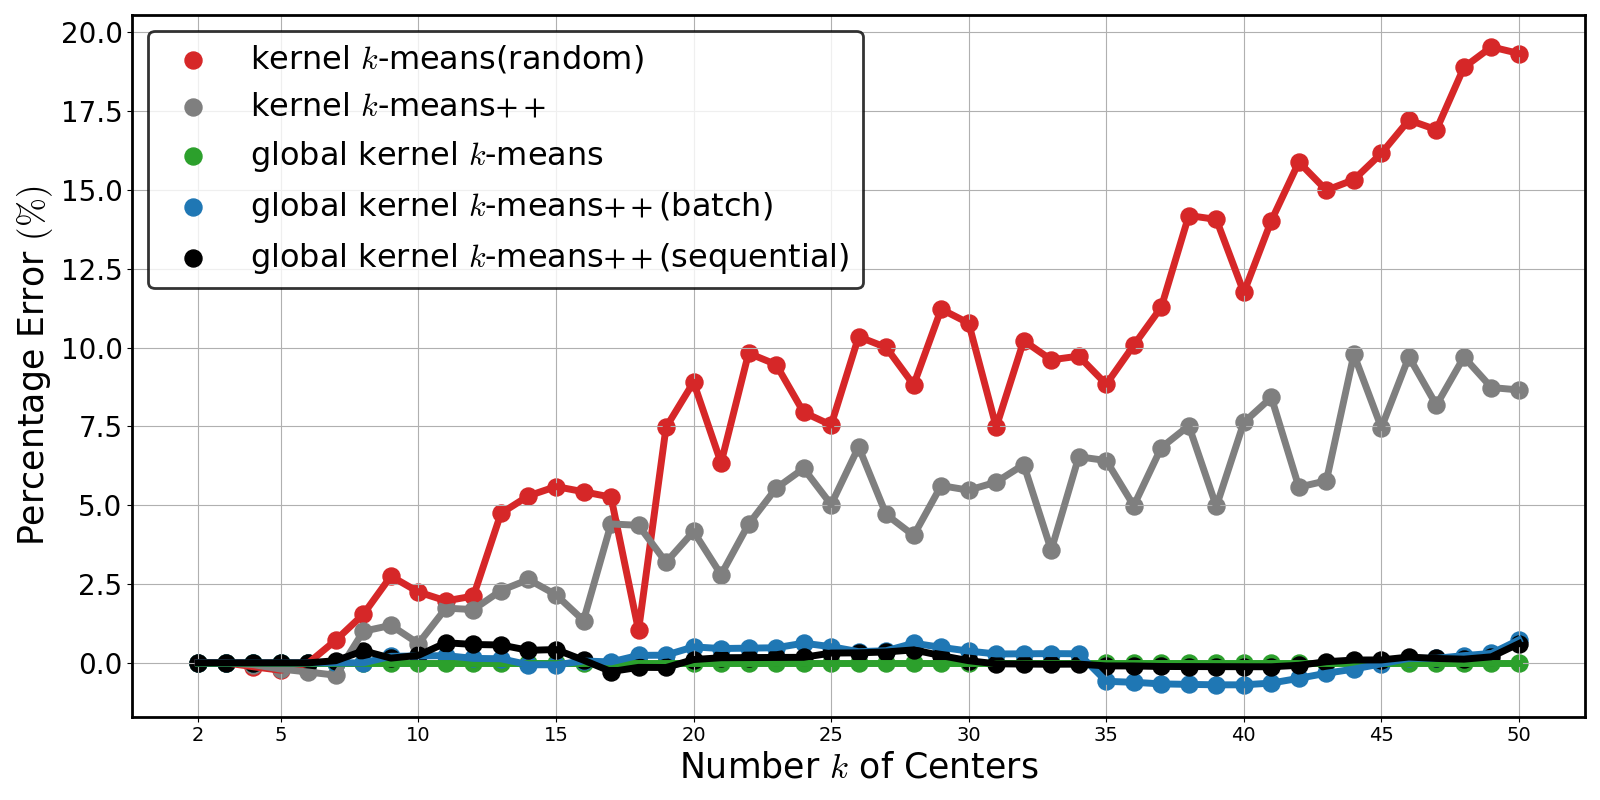 20.0
17.5
15.0
12.5
10.0
7.5
5.0
2.5
0.0
Percentage Error (%)
kernel k-means(random)
kernel k-means++
global kernel k-means
global kernel k-means++(batch)
global kernel k-means++(sequential)
2 5 10 15 20 25 30 35 40 45 50
Number k of Centers